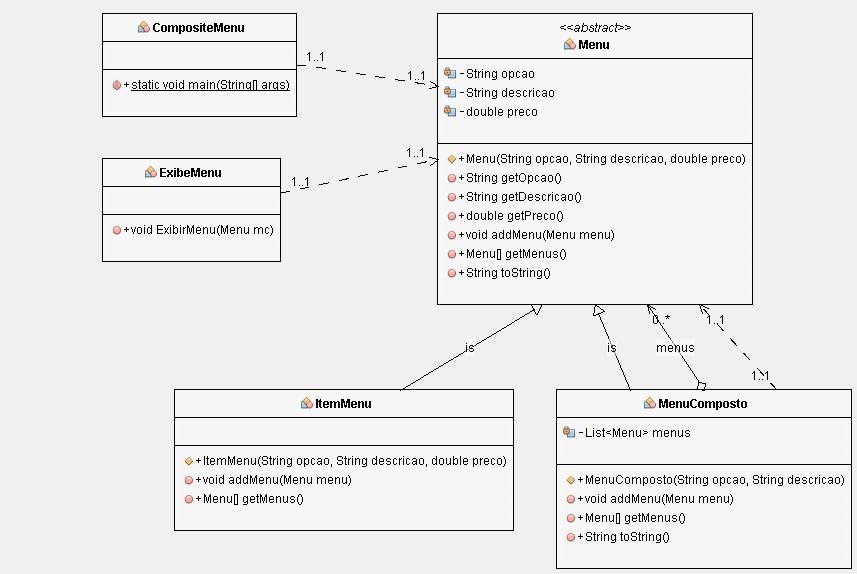 CompositeMenu
+static void main(String[] args)
1..1
1..1
<<abstract>>
Menu
-String opcao
-String descricao
-double preco
+Menu(String opcao, String descricao, double preco)
+String getOpcao()
+String getDescricao()
+double getPreco()
+void addMenu(Menu menu)
+Menu[] getMenus()
+String toString()
ExibeMenu
+void ExibirMenu(Menu mc)
1..1
1..1
is
is
0..*
menus
1..1
1..1
ItemMenu
+ItemMenu(String opcao, String descricao, double preco)
+void addMenu(Menu menu)
+Menu[] getMenus()
MenuComposto
-List<Menu> menus
+MenuComposto(String opcao, String descricao)
+void addMenu(Menu menu)
+Menu[] getMenus()
+String toString()